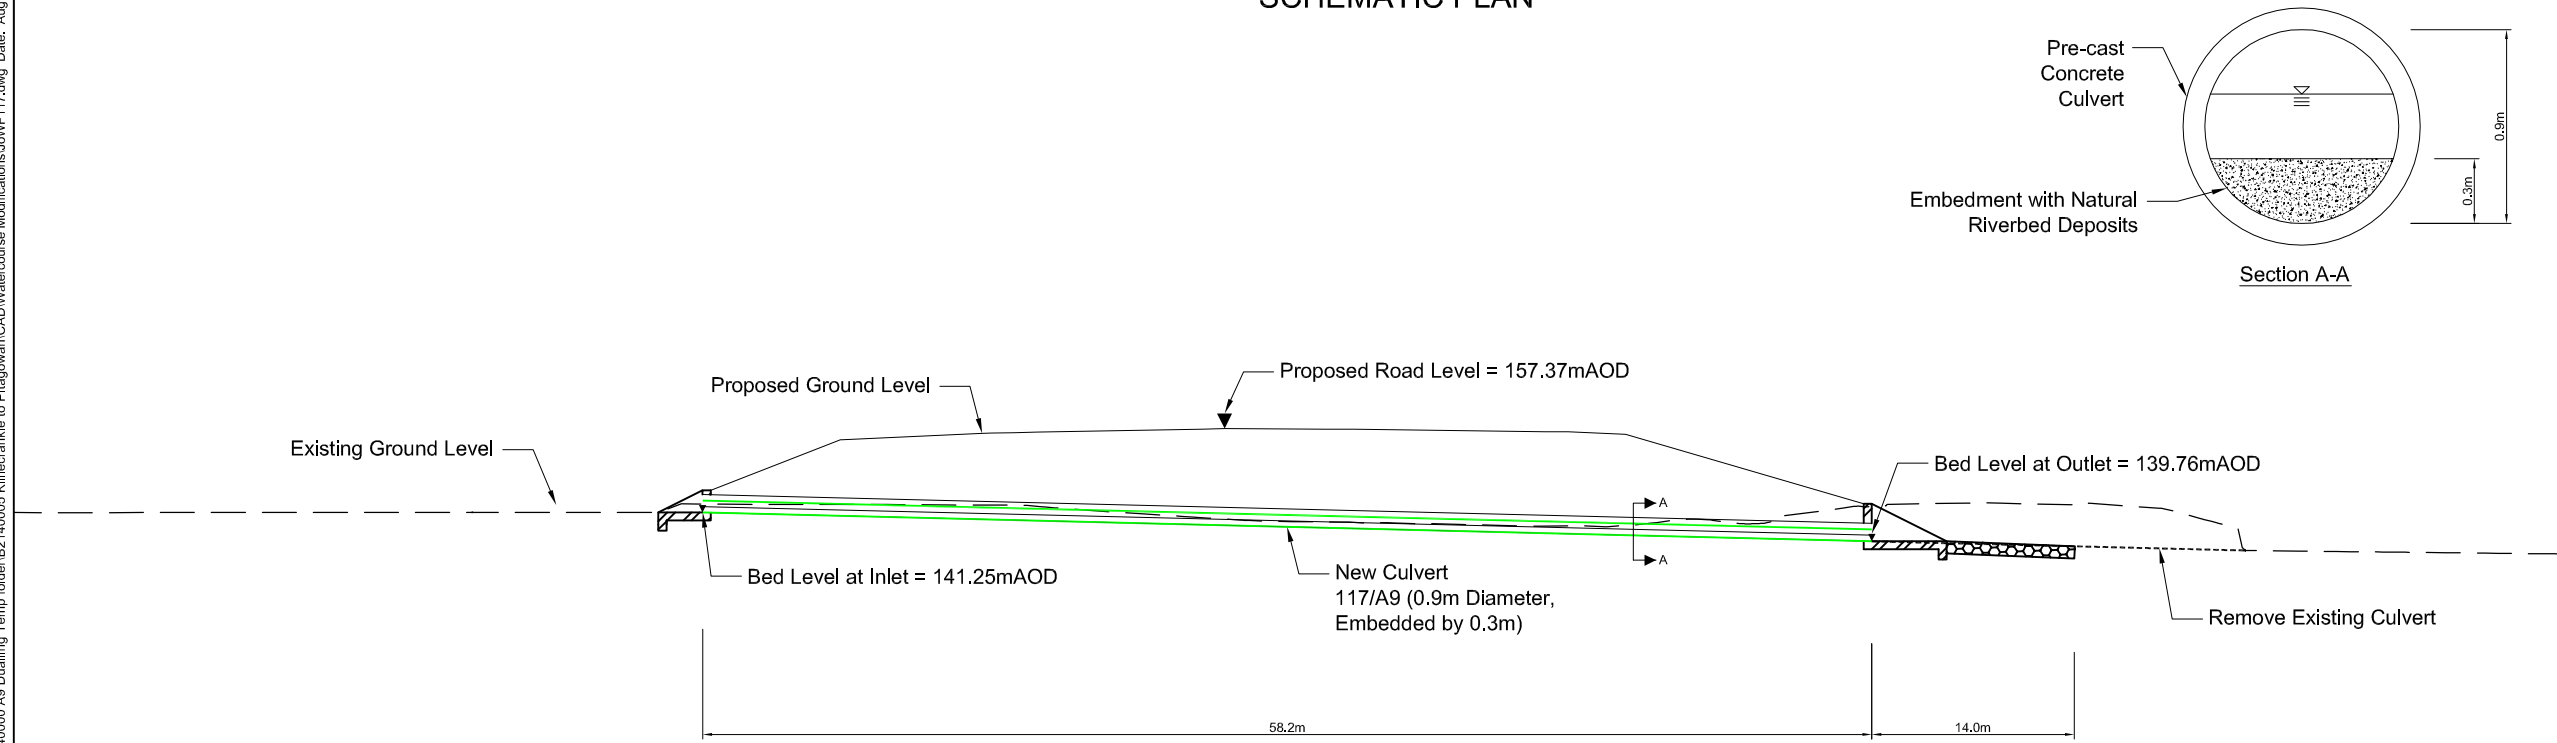 SCHEMATIC PLAN
Pre-cast
Concrete
Culvert
0.9m
0.3m
Embedment with Natural
Riverbed Deposits
Section A-A
Proposed Road Level = 157.37mAOD
Proposed Ground Level
Existing Ground Level
Bed Level at Outlet = 139.76mAOD
A
A
Bed Level at Inlet = 141.25mAOD
New Culvert
117/A9 (0.9m Diameter,
Embedded by 0.3m)
Remove Existing Culvert
58.2m
14.0m